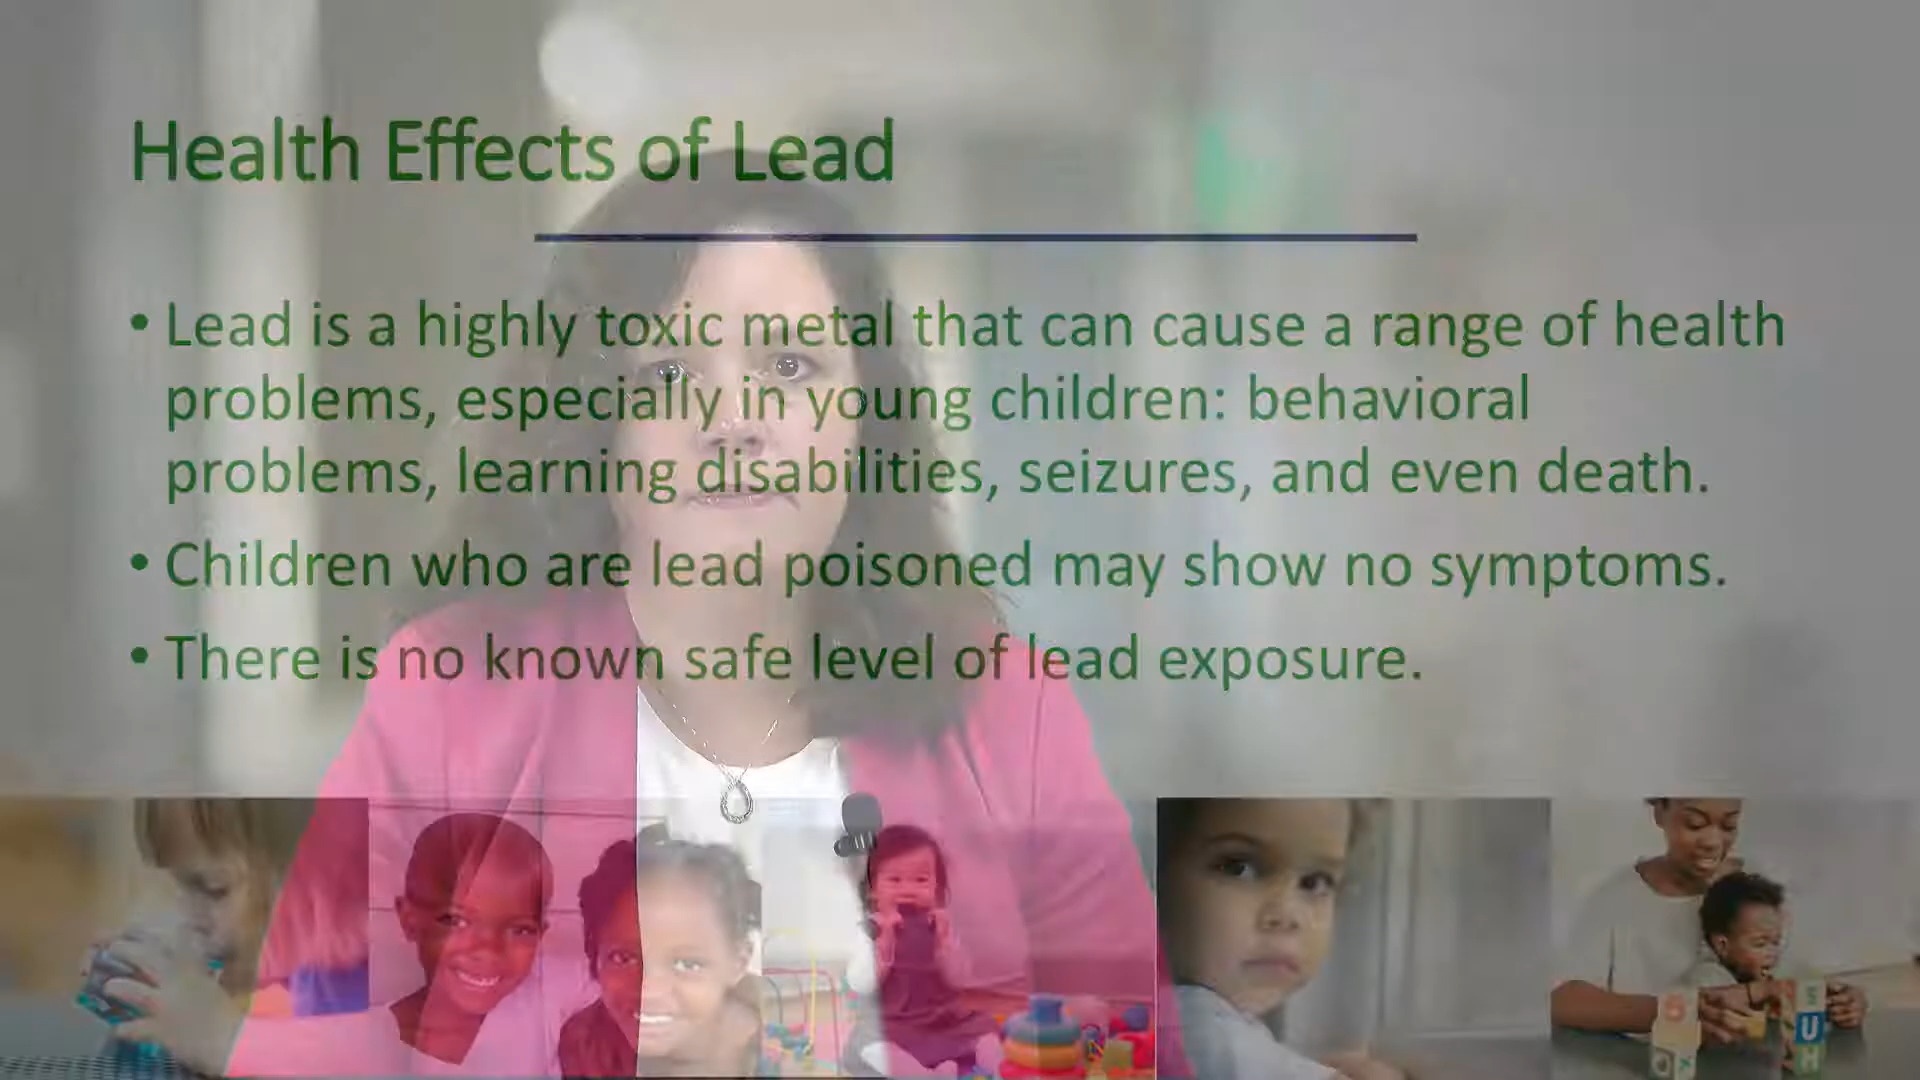 Health Effects of Lead
• Lead is a highly toxic metal that can cause a range of health
problems, especially in young children: behavioral
problems, learning disabilities, seizures, and even death.
• Children who are lead poisoned may show no symptoms.
• There is no known safe level of lead exposure.
S
U
H